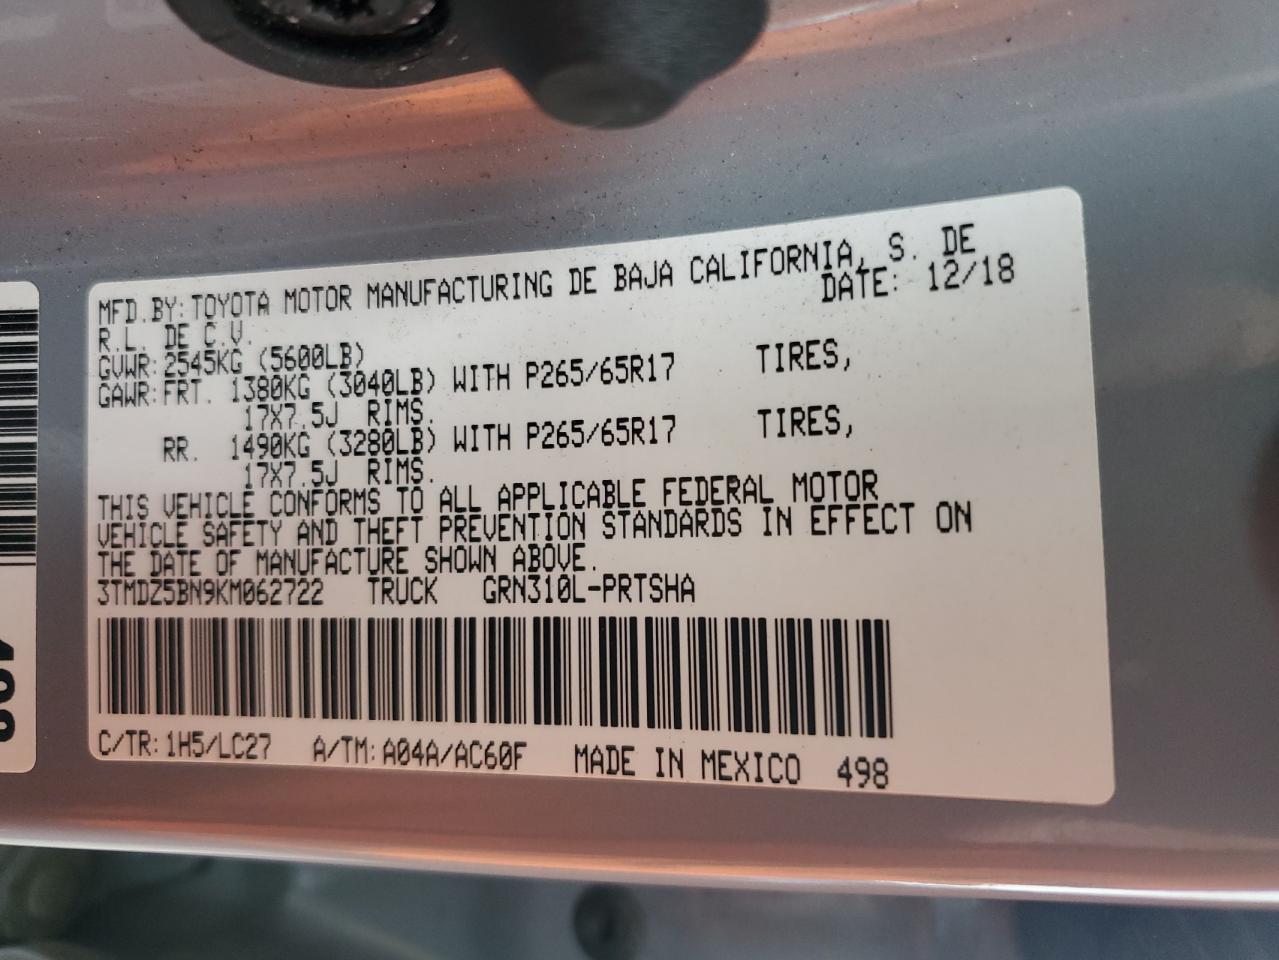 MFD.BY:TOYOTA MOTOR MANUFACTURING DE BAJA CALIFORNIA, S. DE
R.L. DE C.V. DATE: 12/18
GVWR:2545KG (5600LB)
GAWR:FRT. 1380KG (3040LB) WITH P265/65R17 TIRES,
17X7.5J RIMS.
RR. 1490KG (3280LB) WITH P265/65R17 TIRES,
17X7.5J RIMS.
THIS VEHICLE CONFORMS TO ALL APPLICABLE FEDERAL MOTOR
VEHICLE SAFETY AND THEFT PREVENTION STANDARDS IN EFFECT ON
THE DATE OF MANUFACTURE SHOWN ABOVE.
3TMDZ5BN9KM062722 TRUCK GRN310L-PRTSHA
C/TR:1H5/LC27 A/TM:A04A/AC60F MADE IN MEXICO 498